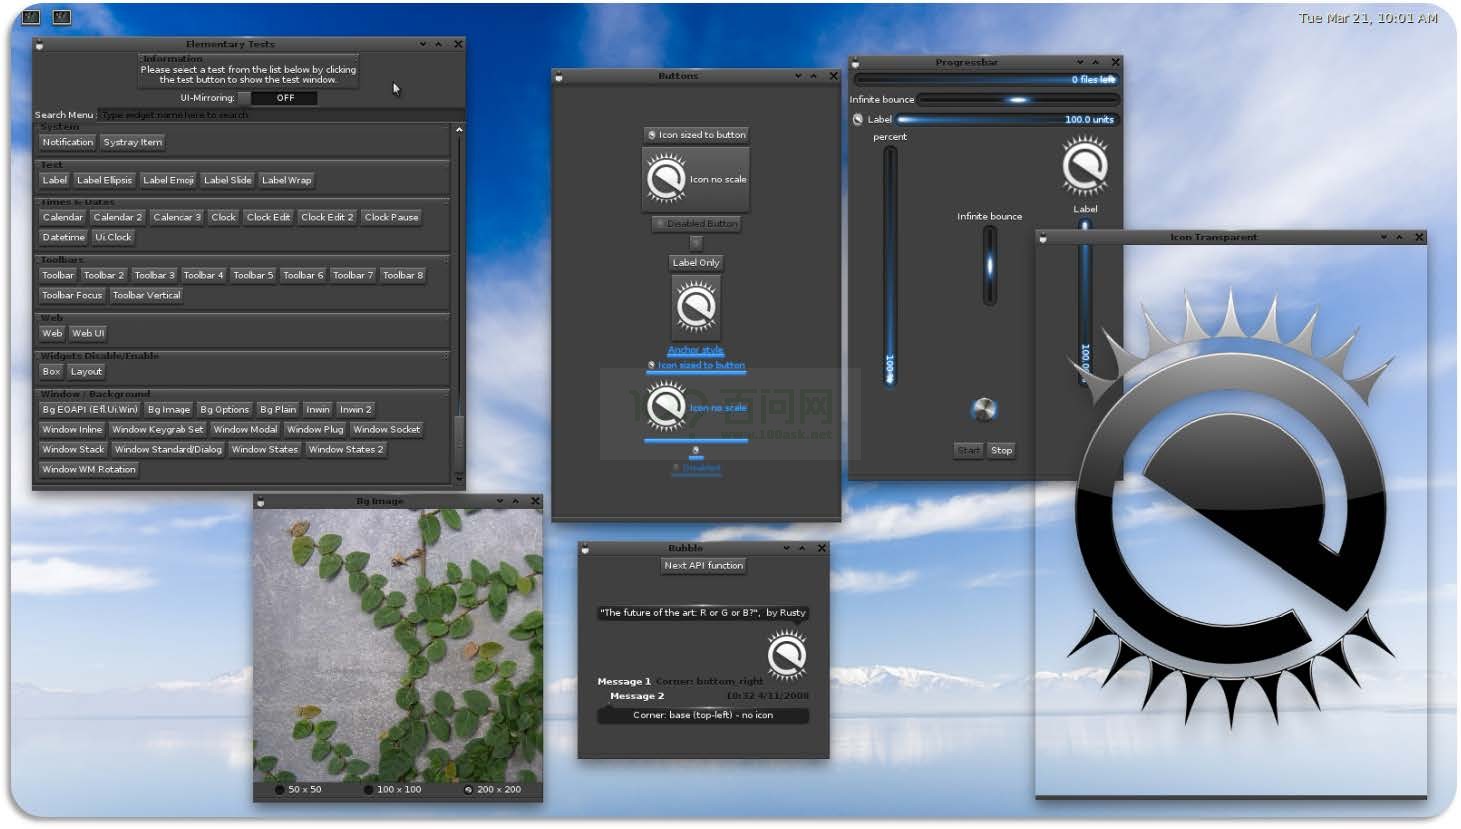 Tue Mar 21, 10:01 AM
Elementary Tests
Information
Please select a test from the list below by clicking
the test button to show the test window.
UI-Mirroring: OFF
Search Menu : Type widget name here to search
System
Notification Systray Item
Text
Label Label Ellipsis Label Emoji Label Slide Label Wrap
Times & Dates
Calendar Calendar 2 Calencar 3 Clock Clock Edit Clock Edit 2 Clock Pause
Datetime Ui.Clock
Toolbars
Toolbar Toolbar 2 Toolbar 3 Toolbar 4 Toolbar 5 Toolbar 6 Toolbar 7 Toolbar 8
Toolbar Focus Toolbar Vertical
Web
Web Web UI
Widgets Disable/Enable
Box Layout
Window / Background
Bg EOAPI (Efl.Ui.Win) Bg Image Bg Options Bg Plain Inwin Inwin 2
Window Inline Window Keygrab Set Window Modal Window Plug Window Socket
Window Stack Window Standard/Dialog Window States Window States 2
Window WM Rotation
Bg Image
50 x 50 100 x 100 200 x 200
Buttons
Icon sized to button
Icon no scale
Disabled Button
Label Only
Anchor style
Icon sized to button
Icon no scale
Disabled
百问网
www.100ask.net
Bubble
Next API function
"The future of the art: R or G or B?", by Rusty
Message 1 Corner: bottom_right
Message 2 10:32 4/11/2008
Corner: base (top-left) - no icon
Progressbar
0 files left
Infinite bounce
Label 100.0 units
percent
Label
Infinite bounce
100 %
Start Stop
Icon Transparent